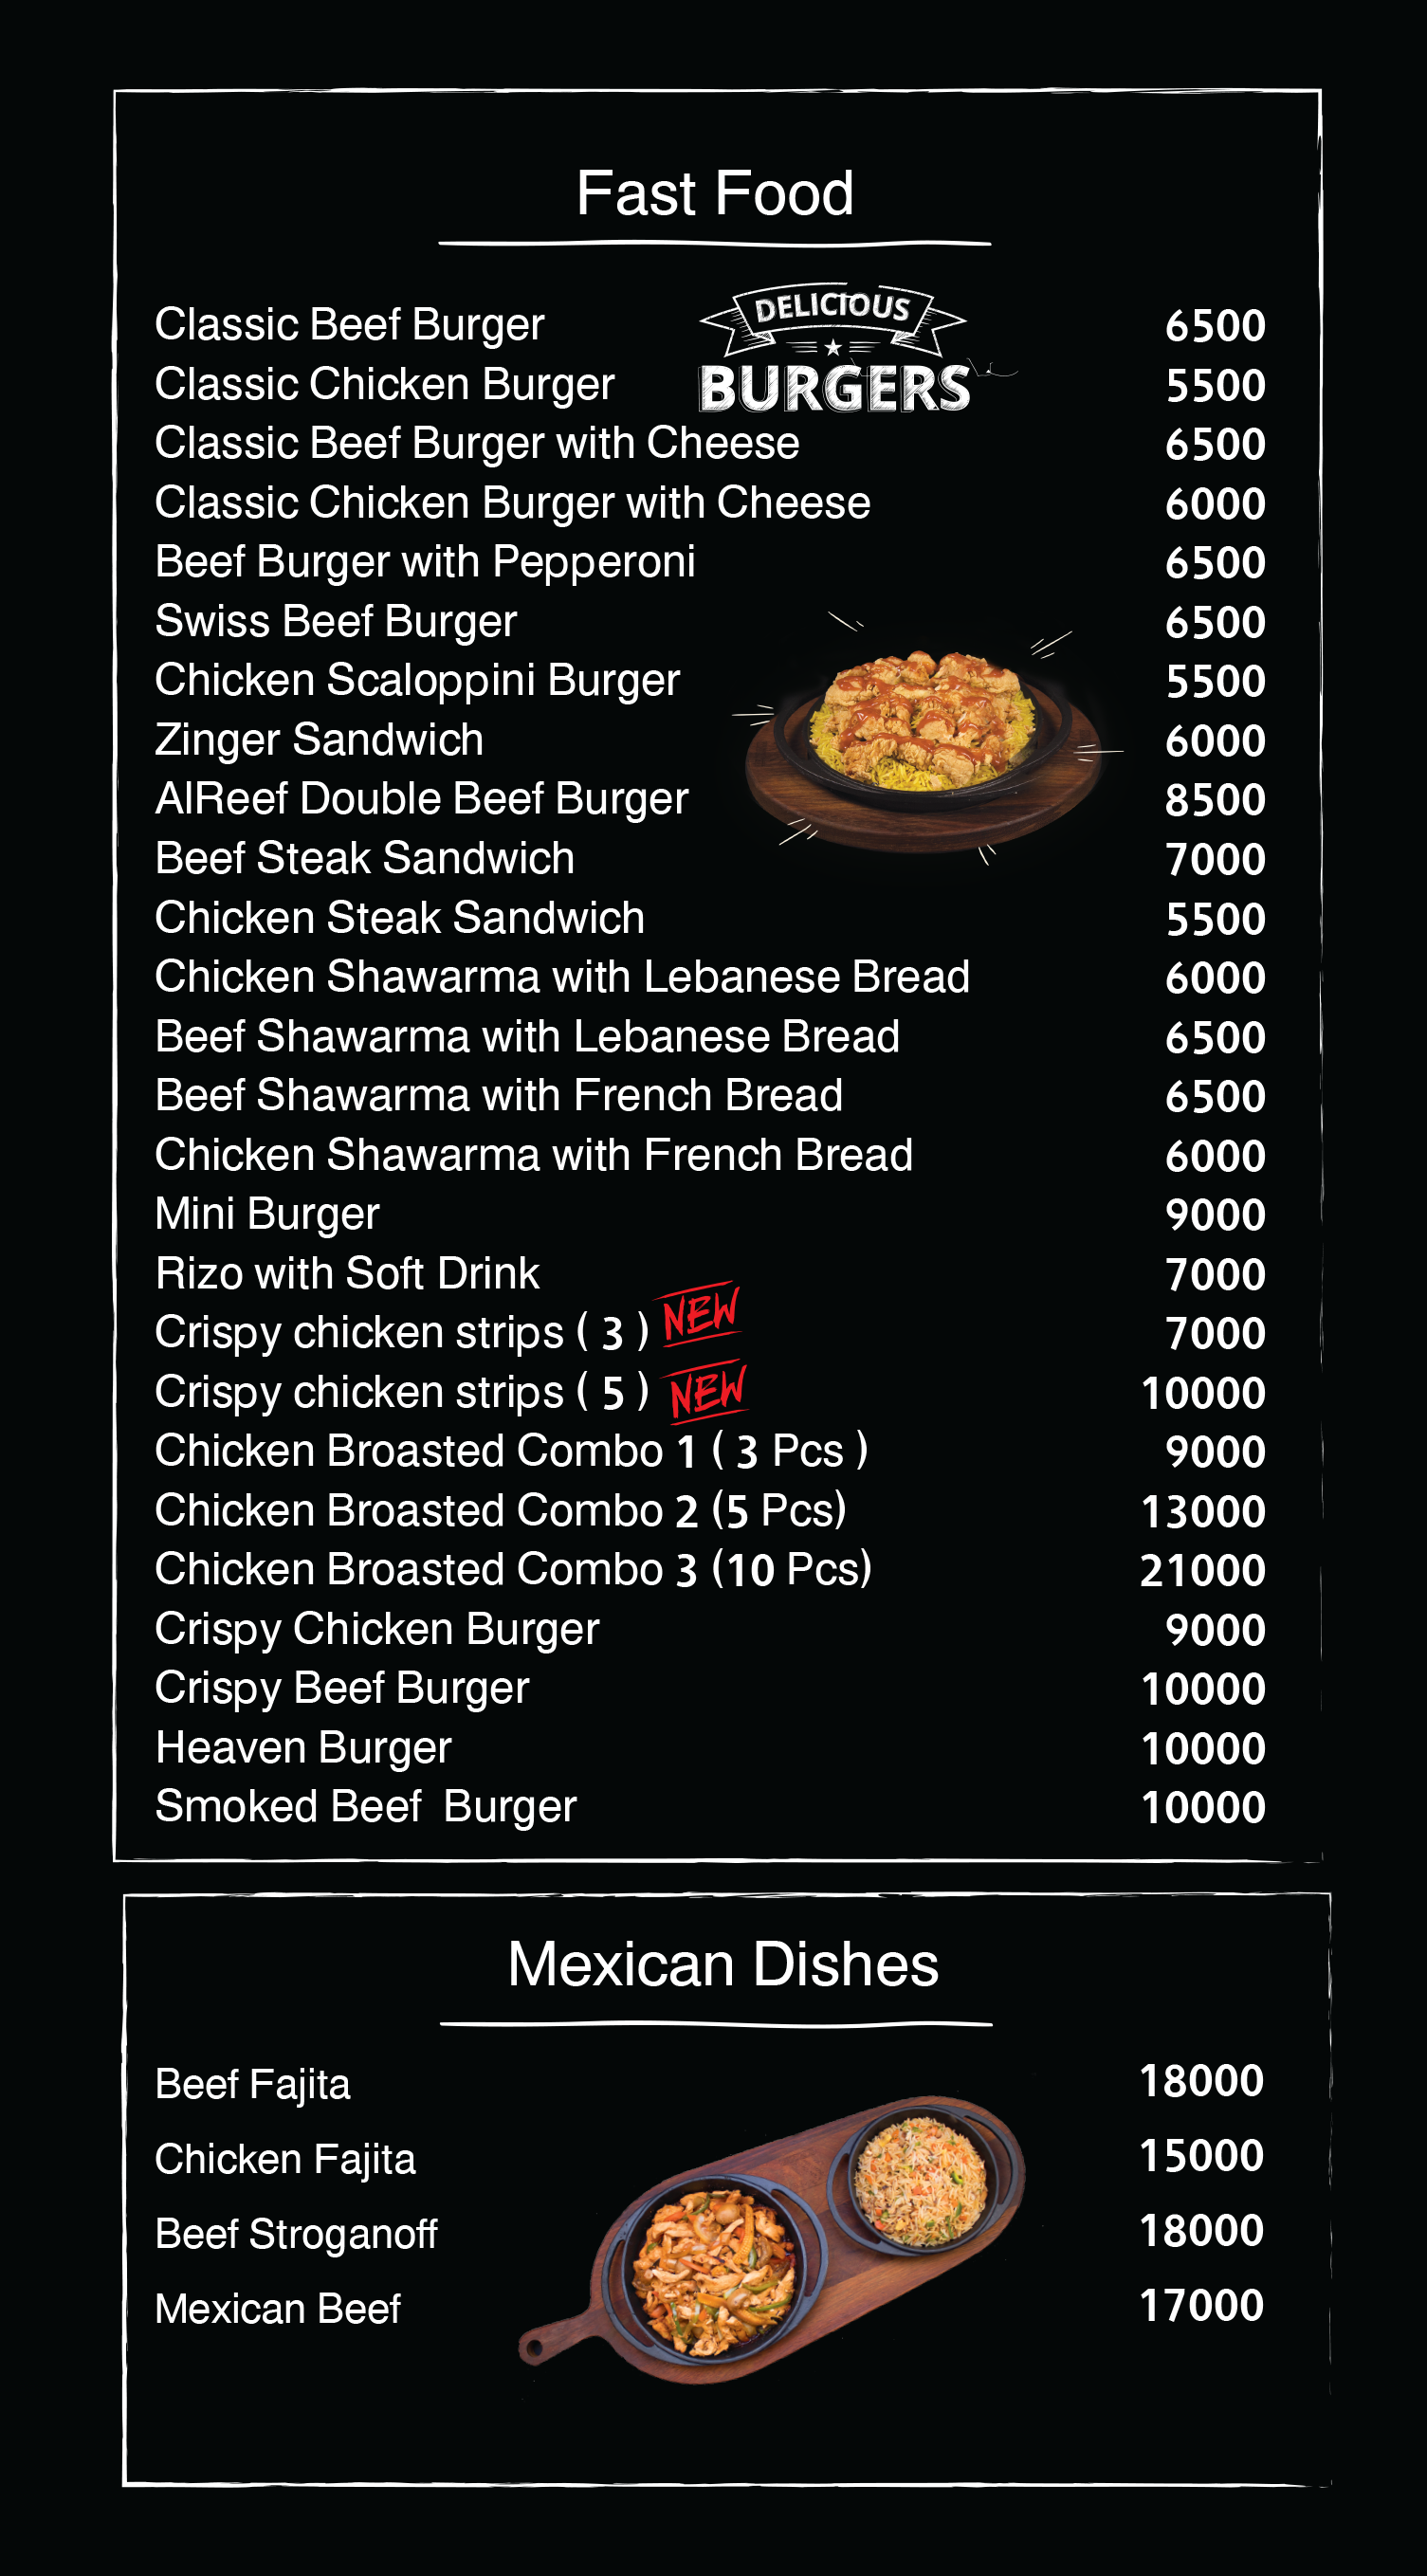 Fast Food
DELICIOUS
BURGERS
Classic Beef Burger 6500
Classic Chicken Burger 5500
Classic Beef Burger with Cheese 6500
Classic Chicken Burger with Cheese 6000
Beef Burger with Pepperoni 6500
Swiss Beef Burger 6500
Chicken Scaloppini Burger 5500
Zinger Sandwich 6000
AlReef Double Beef Burger 8500
Beef Steak Sandwich 7000
Chicken Steak Sandwich 5500
Chicken Shawarma with Lebanese Bread 6000
Beef Shawarma with Lebanese Bread 6500
Beef Shawarma with French Bread 6500
Chicken Shawarma with French Bread 6000
Mini Burger 9000
Rizo with Soft Drink 7000
Crispy chicken strips ( 3 ) NEW 7000
Crispy chicken strips ( 5 ) NEW 10000
Chicken Broasted Combo 1 ( 3 Pcs ) 9000
Chicken Broasted Combo 2 (5 Pcs) 13000
Chicken Broasted Combo 3 (10 Pcs) 21000
Crispy Chicken Burger 9000
Crispy Beef Burger 10000
Heaven Burger 10000
Smoked Beef  Burger 10000
Mexican Dishes
Beef Fajita 18000
Chicken Fajita 15000
Beef Stroganoff 18000
Mexican Beef 17000